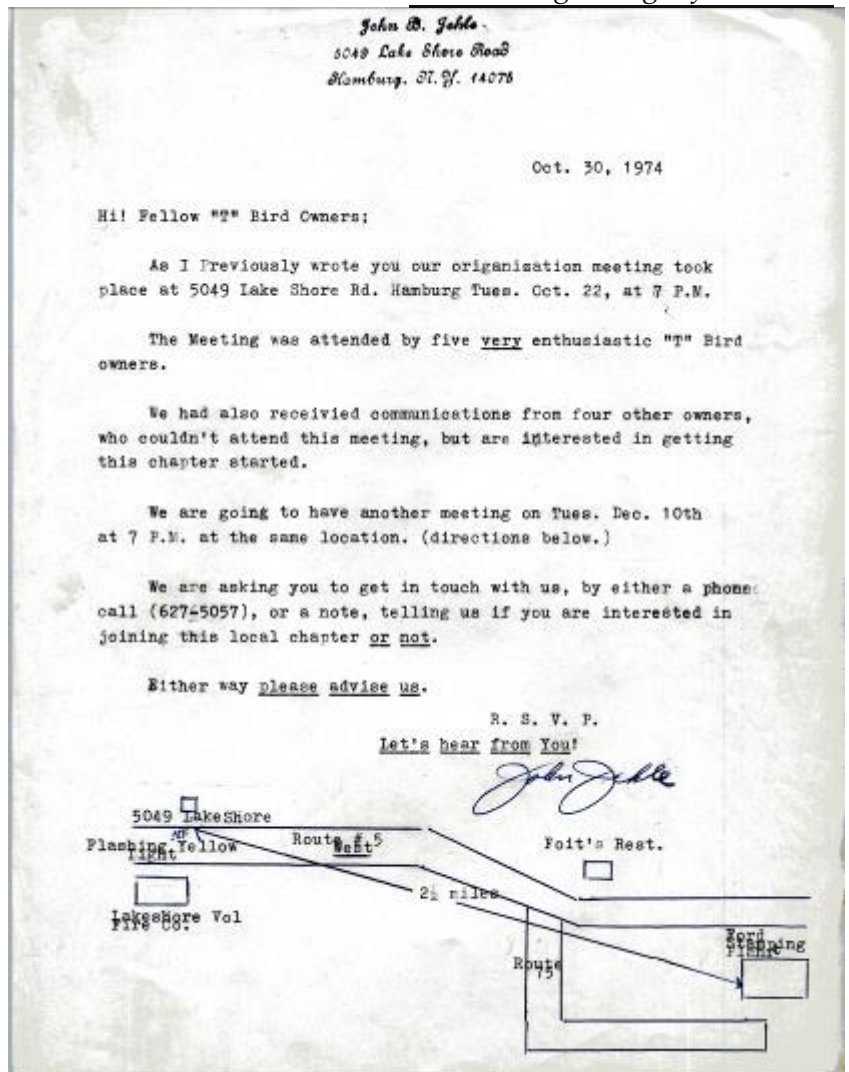 John B. Jehle
5049 Lake Shore Road
Hamburg, N.Y. 14075
Oct. 30, 1974
Hi! Fellow "T" Bird Owners;
As I Previously wrote you our origanisation meeting took
place at 5049 Lake Shore Rd. Hamburg Tues. Oct. 22, at 7 P.M.
The Meeting was attended by five very enthusiastic "T" Bird
owners.
We had also receivied communications from four other owners,
who couldn't attend this meeting, but are interested in getting
this chapter started.
We are going to have another meeting on Tues. Dec. 10th
at 7 P.M. at the same location. (directions below.)
We are asking you to get in touch with us, by either a phone
call (627-5057), or a note, telling us if you are interested in
joining this local chapter or not.
Either way please advise us.
R. S. V. P.
Let's hear from You!
John Jehle
5049 LakeShore
AT
Flashing Yellow
Light
Route # 5
West
Foit's Rest.
2½ miles
Lakeshore Vol
Fire Co.
Ford
Stamping
Plant
Route
75